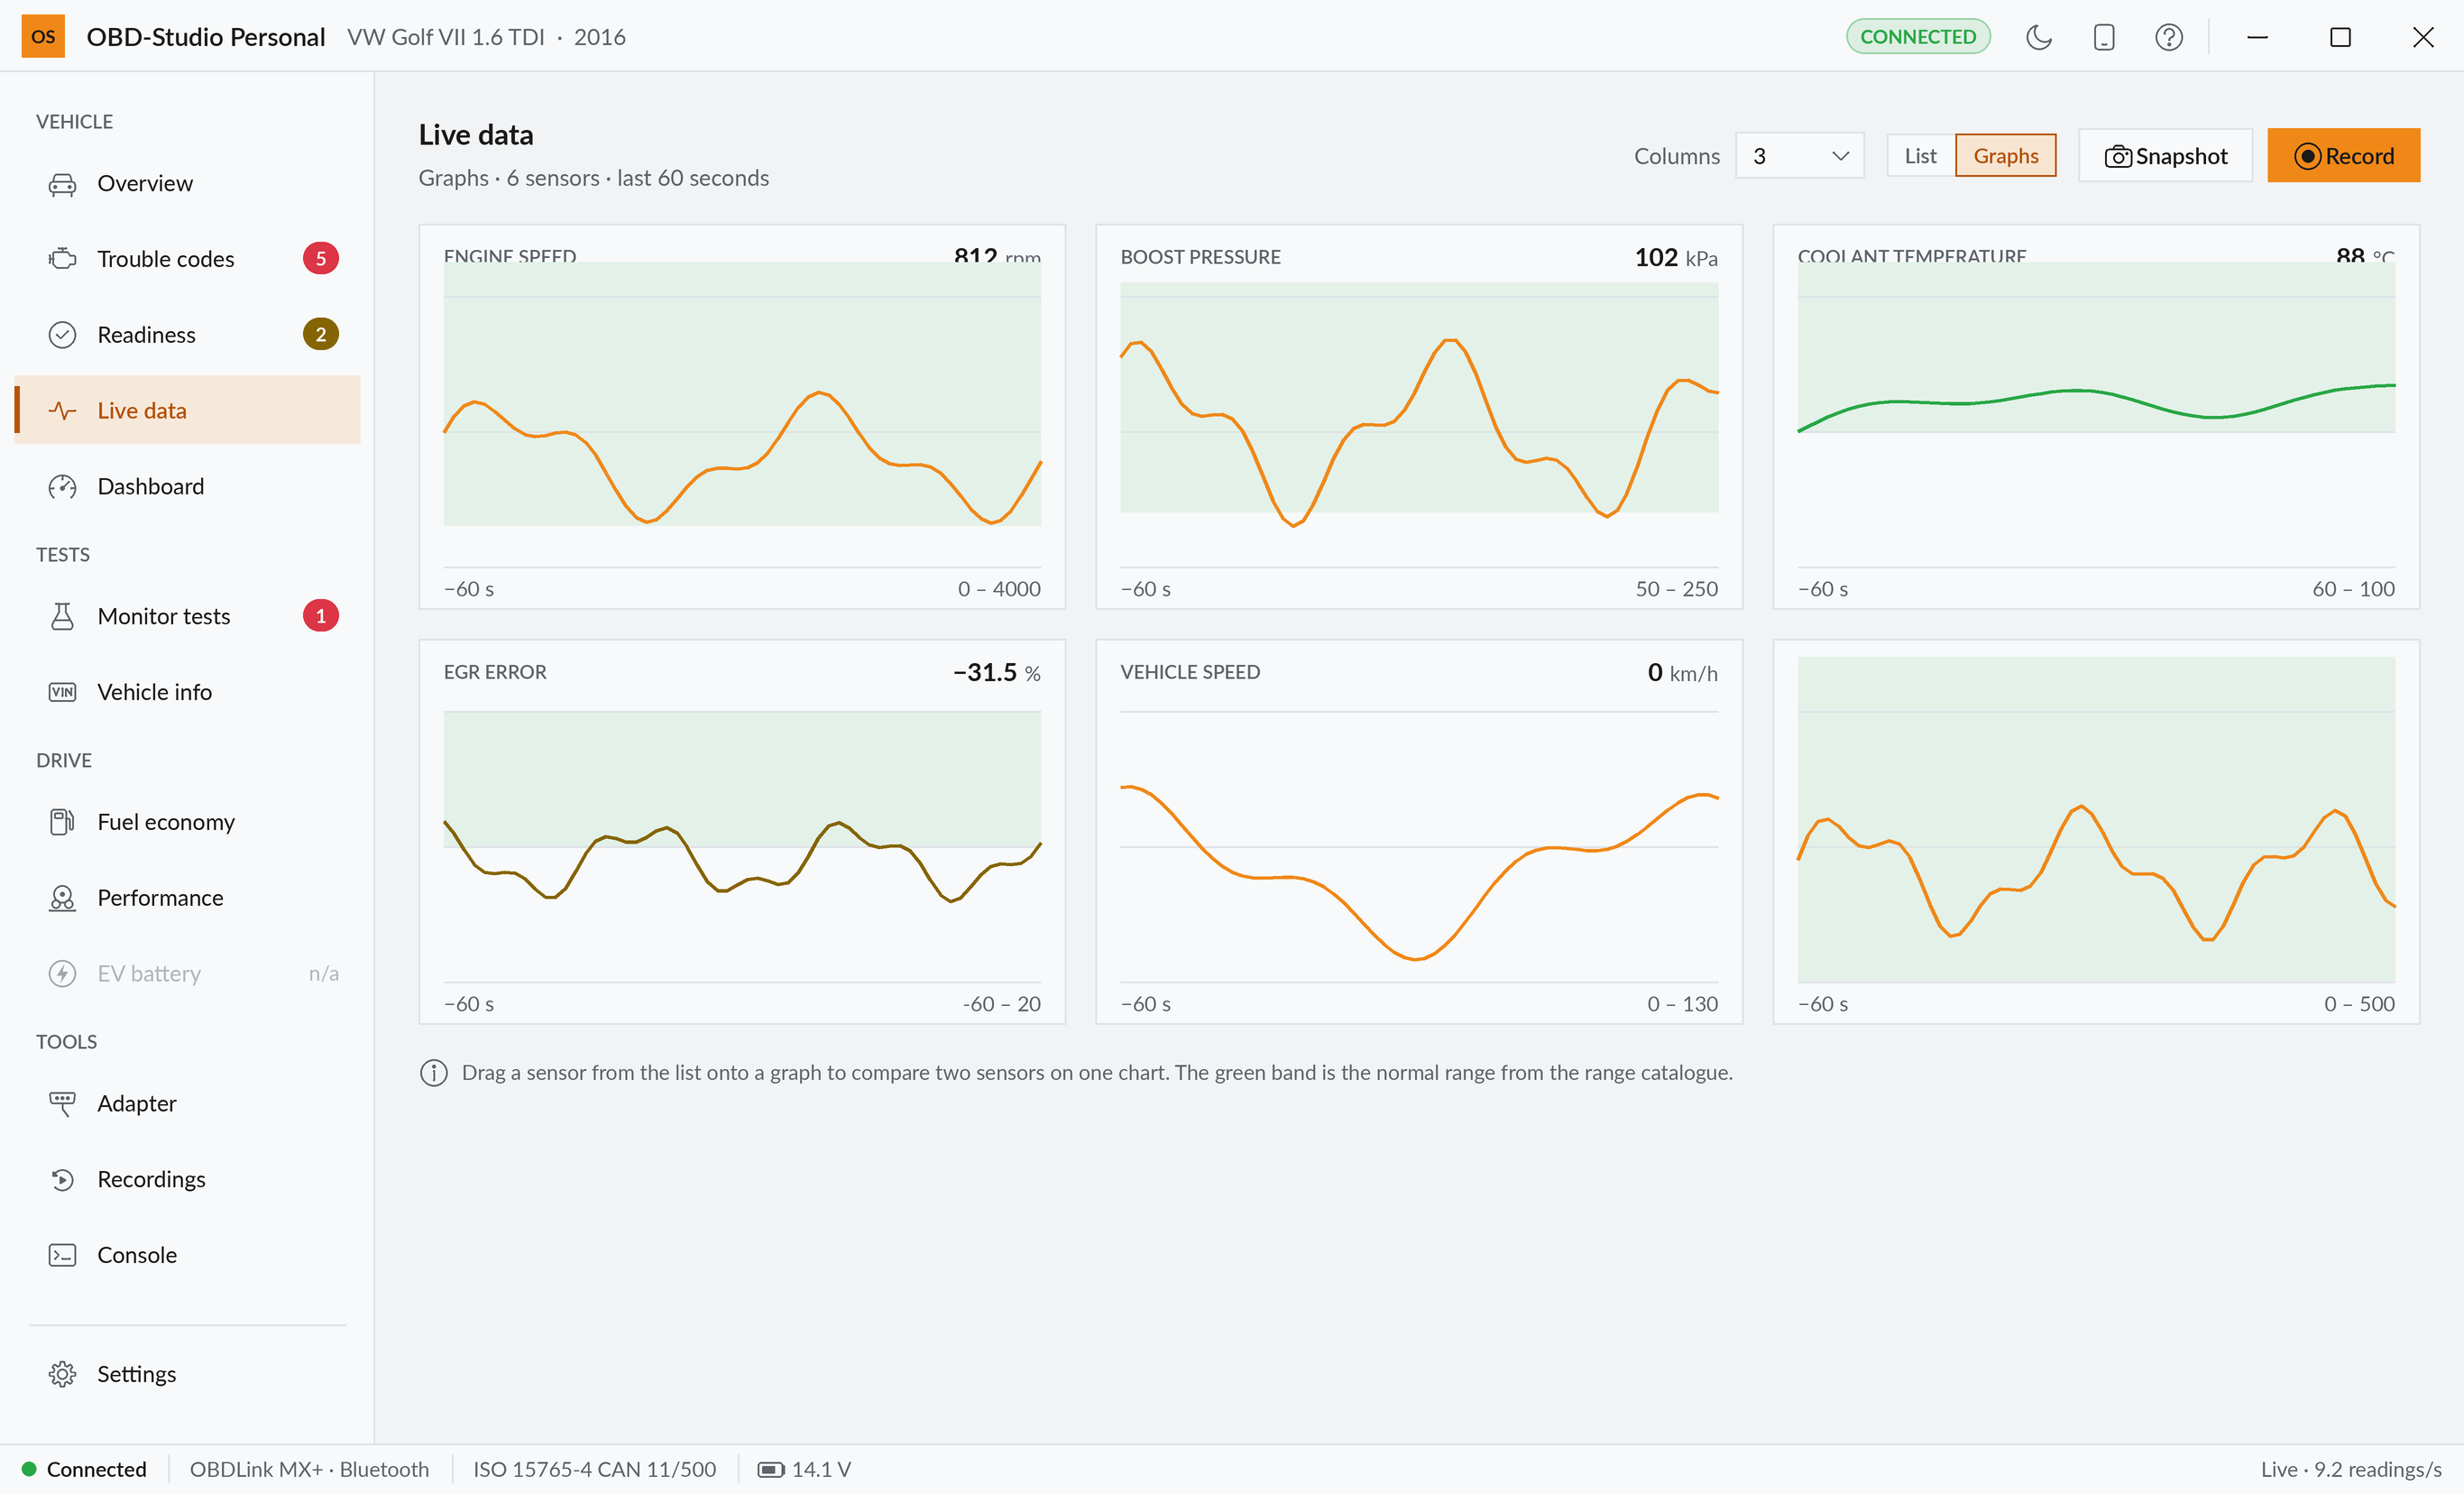 OS OBD-Studio Personal VW Golf VII 1.6 TDI · 2016 CONNECTED
VEHICLE
Overview
Trouble codes 5
Readiness 2
Live data
Dashboard
TESTS
Monitor tests 1
Vehicle info
DRIVE
Fuel economy
Performance
EV battery n/a
TOOLS
Adapter
Recordings
Console
Settings
Live data
Graphs · 6 sensors · last 60 seconds
Columns 3 List Graphs Snapshot Record
ENGINE SPEED 812 rpm
−60 s 0 – 4000
BOOST PRESSURE 102 kPa
−60 s 50 – 250
COOLANT TEMPERATURE 88 °C
−60 s 60 – 100
EGR ERROR −31.5 %
−60 s -60 – 20
VEHICLE SPEED 0 km/h
−60 s 0 – 130
−60 s 0 – 500
Drag a sensor from the list onto a graph to compare two sensors on one chart. The green band is the normal range from the range catalogue.
Connected OBDLink MX+ · Bluetooth ISO 15765-4 CAN 11/500 14.1 V Live · 9.2 readings/s